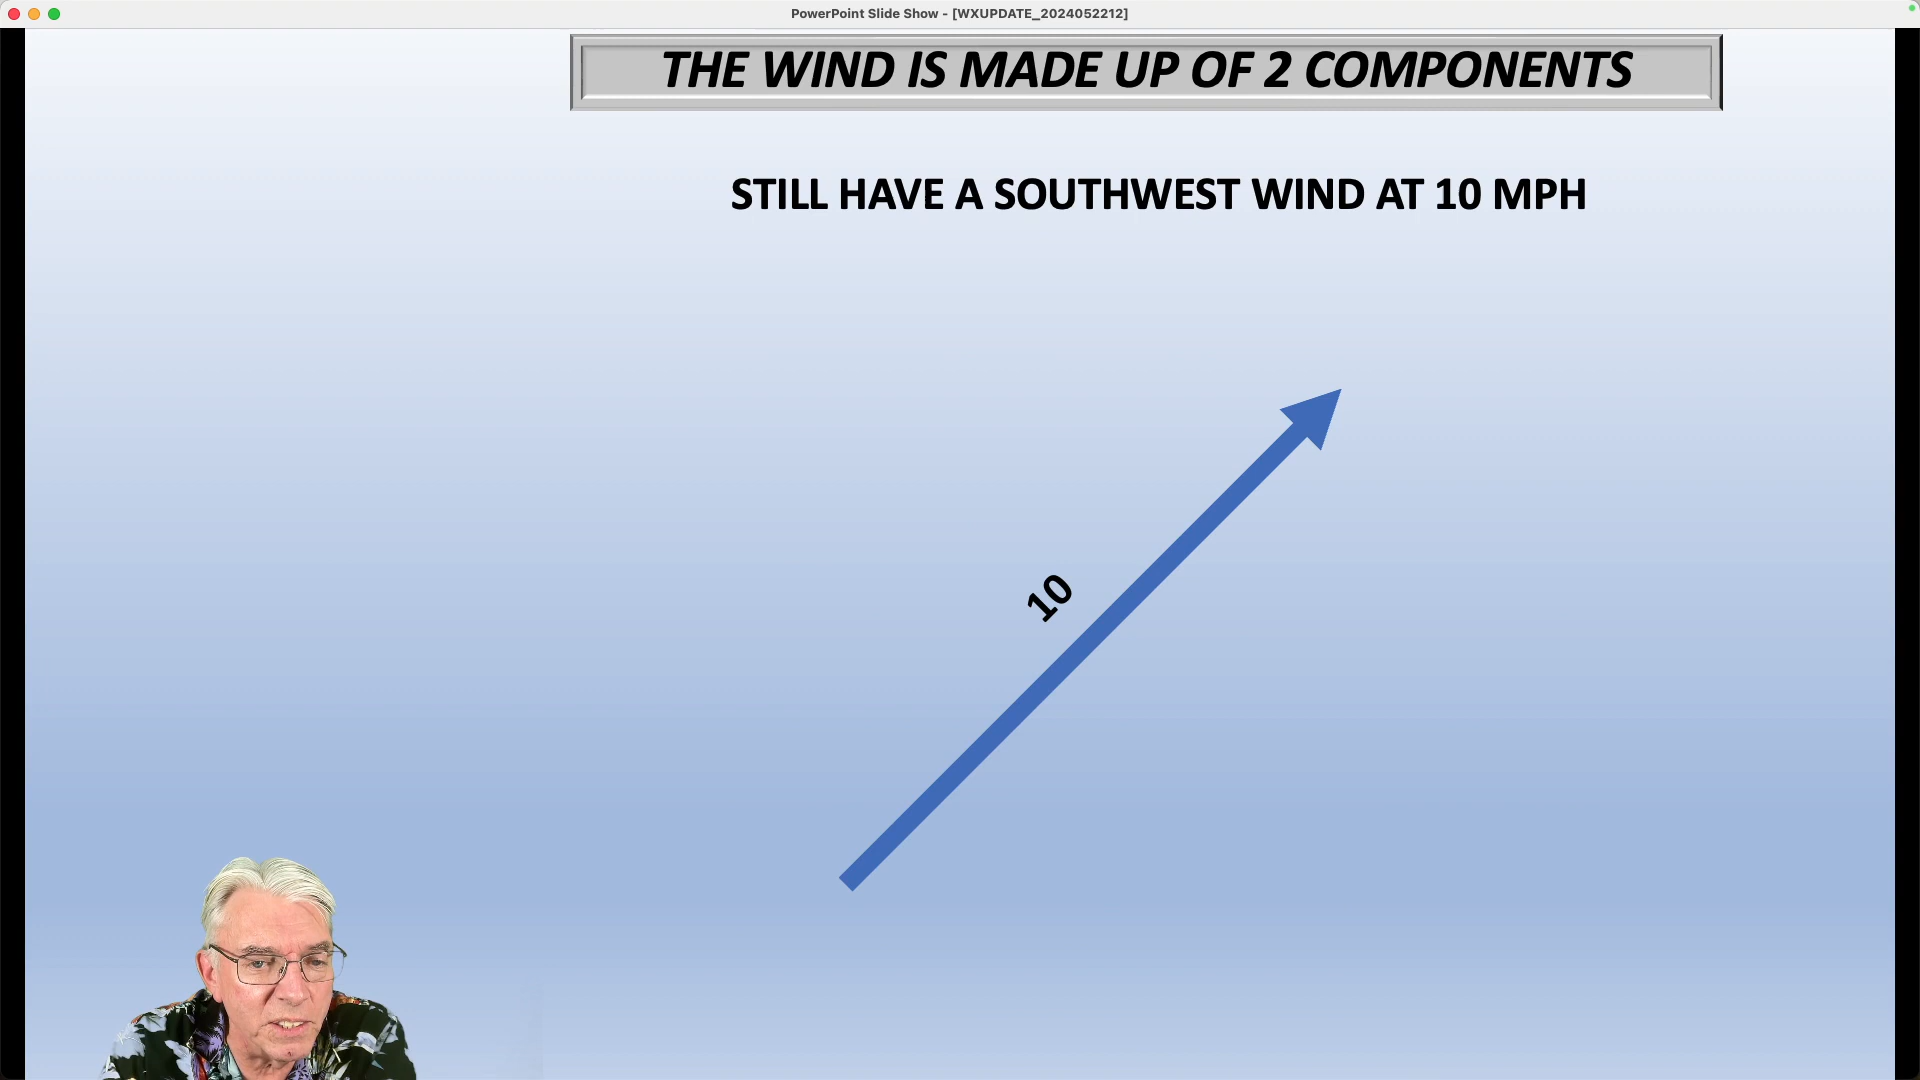 PowerPoint Slide Show - [WXUPDATE_2024052212]
THE WIND IS MADE UP OF 2 COMPONENTS
STILL HAVE A SOUTHWEST WIND AT 10 MPH
10